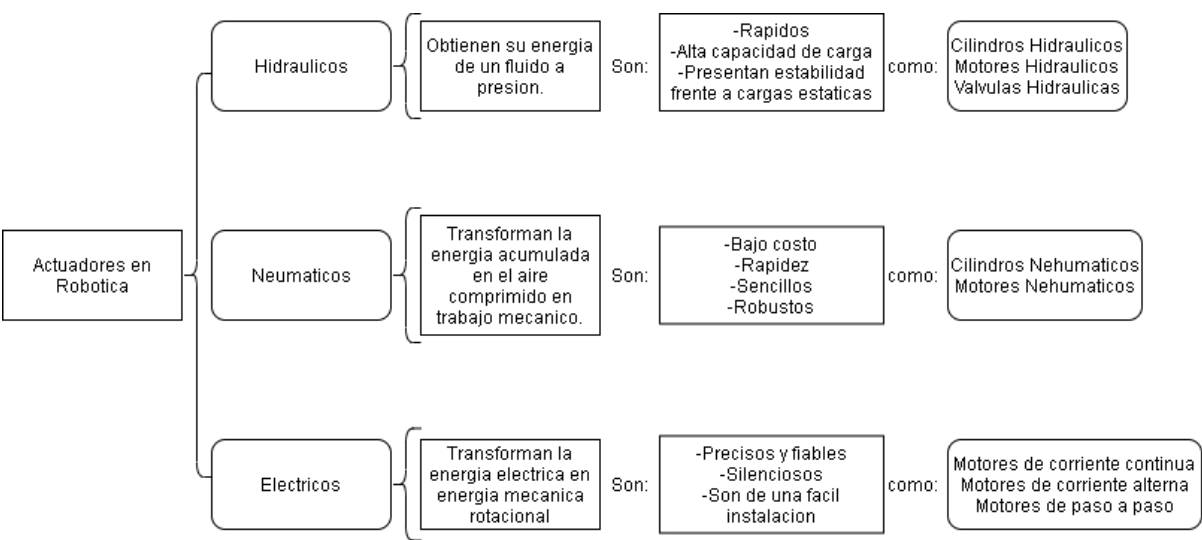 Actuadores en
Robotica
Hidraulicos
Obtienen su energia
de un fluido a
presion.
Son:
-Rapidos
-Alta capacidad de carga
-Presentan estabilidad
frente a cargas estaticas
como:
Cilindros Hidraulicos
Motores Hidraulicos
Valvulas Hidraulicas
Neumaticos
Transforman la
energia acumulada
en el aire
comprimido en
trabajo mecanico.
Son:
-Bajo costo
-Rapidez
-Sencillos
-Robustos
como:
Cilindros Nehumaticos
Motores Nehumaticos
Electricos
Transforman la
energia electrica en
energia mecanica
rotacional
Son:
-Precisos y fiables
-Silenciosos
-Son de una facil
instalacion
como:
Motores de corriente continua
Motores de corriente alterna
Motores de paso a paso